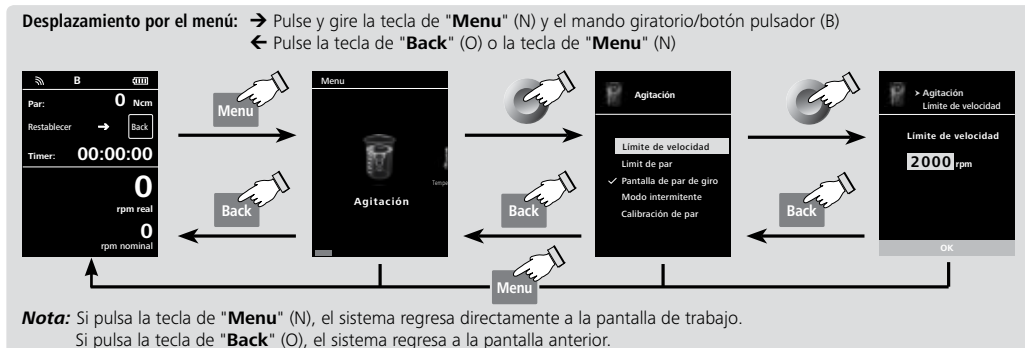 Desplazamiento por el menú: → Pulse y gire la tecla de "Menu" (N) y el mando giratorio/botón pulsador (B)
← Pulse la tecla de "Back" (O) o la tecla de "Menu" (N)
B
Par: 0 Ncm
Restablecer → Back
Timer: 00:00:00
0
rpm real
0
rpm nominal
Menu
Back
Menu
Agitación
Back
Agitación
Límite de velocidad
Limit de par
✓ Pantalla de par de giro
Modo intermitente
Calibración de par
Back
> Agitación
Límite de velocidad
Límite de velocidad
2000 rpm
OK
Menu
Nota: Si pulsa la tecla de "Menu" (N), el sistema regresa directamente a la pantalla de trabajo.
Si pulsa la tecla de "Back" (O), el sistema regresa a la pantalla anterior.